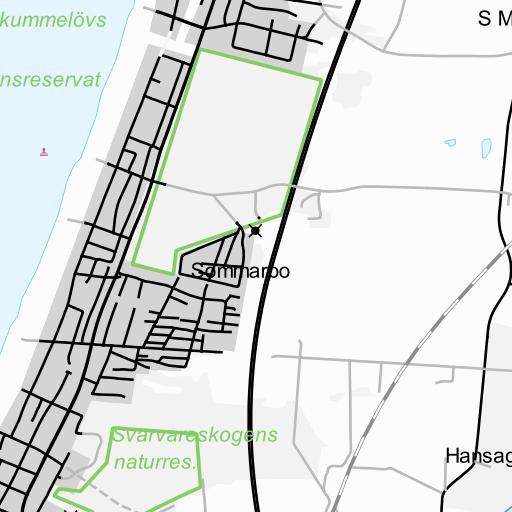 kummelövs
S M
nsreservat
Sommarbo
Svarvareskogens
naturres.
Hansag